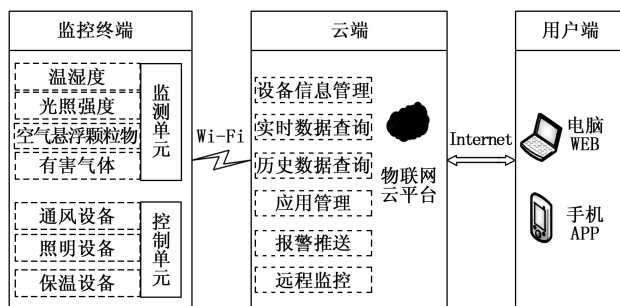 监控终端
温湿度
光照强度
空气悬浮颗粒物
有害气体
监测单元
通风设备
照明设备
保温设备
控制单元
Wi-Fi
云端
设备信息管理
实时数据查询
历史数据查询
应用管理
报警推送
远程监控
物联网
云平台
Internet
用户端
电脑
WEB
手机
APP